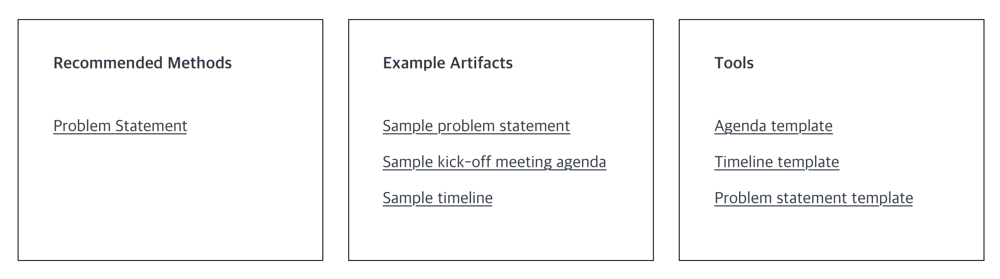 Recommended Methods
Problem Statement
Example Artifacts
Sample problem statement
Sample kick-off meeting agenda
Sample timeline
Tools
Agenda template
Timeline template
Problem statement template